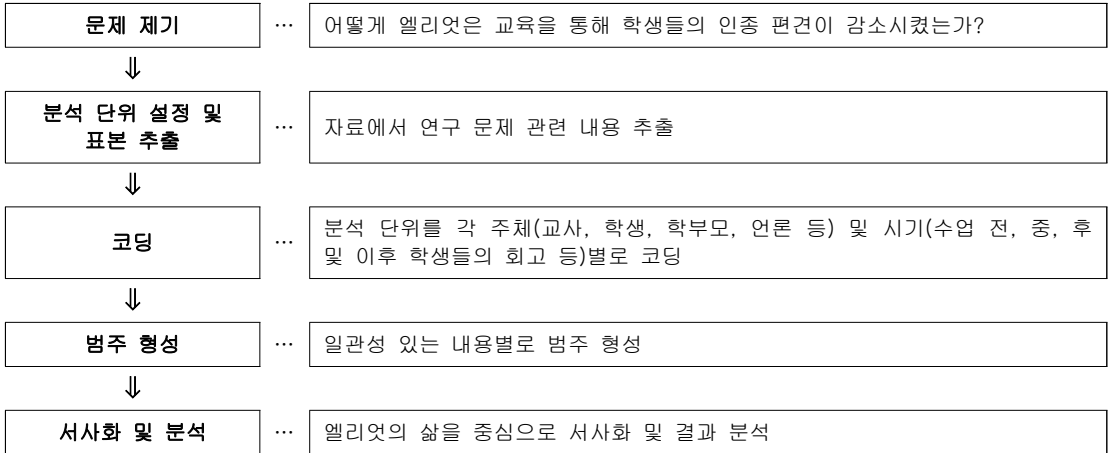 문제 제기 … 어떻게 엘리엇은 교육을 통해 학생들의 인종 편견이 감소시켰는가?
⇓
분석 단위 설정 및
표본 추출
… 자료에서 연구 문제 관련 내용 추출
⇓
코딩
… 분석 단위를 각 주체(교사, 학생, 학부모, 언론 등) 및 시기(수업 전, 중, 후
및 이후 학생들의 회고 등)별로 코딩
⇓
범주 형성 … 일관성 있는 내용별로 범주 형성
⇓
서사화 및 분석 … 엘리엇의 삶을 중심으로 서사화 및 결과 분석